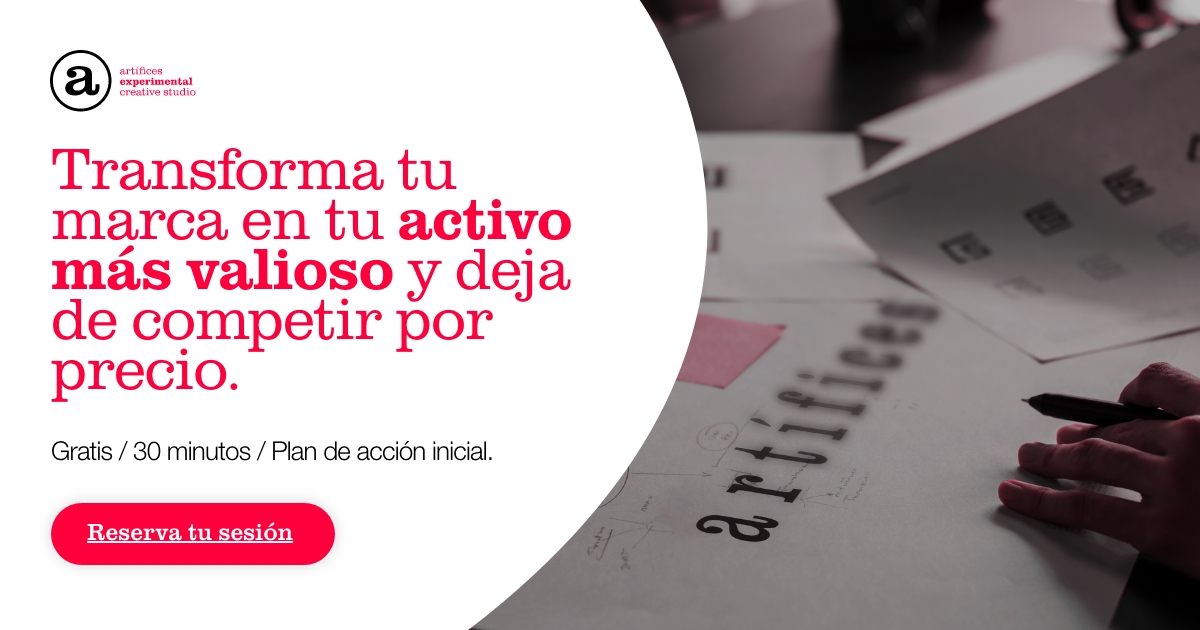 a
artífices
experimental
creative studio
Transforma tu
marca en tu activo
más valioso y deja
de competir por
precio.
Gratis / 30 minutos / Plan de acción inicial.
Reserva tu sesión
artífices